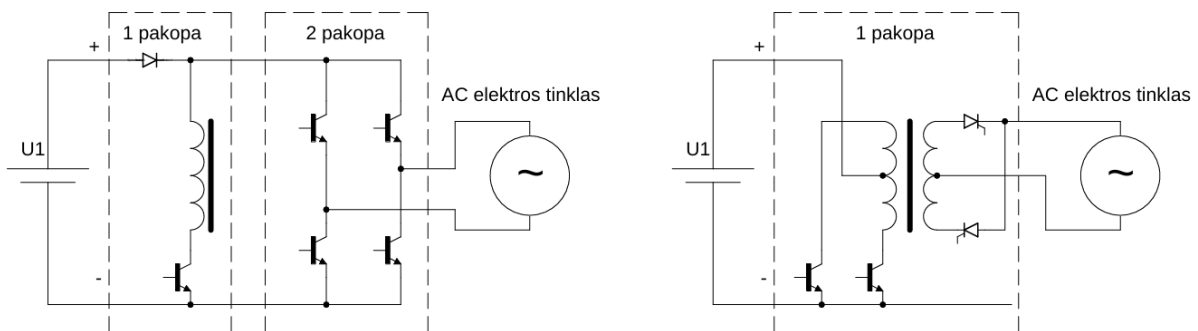 1 pakopa
2 pakopa
+
AC elektros tinklas
U1
~
-
1 pakopa
+
AC elektros tinklas
U1
~
-